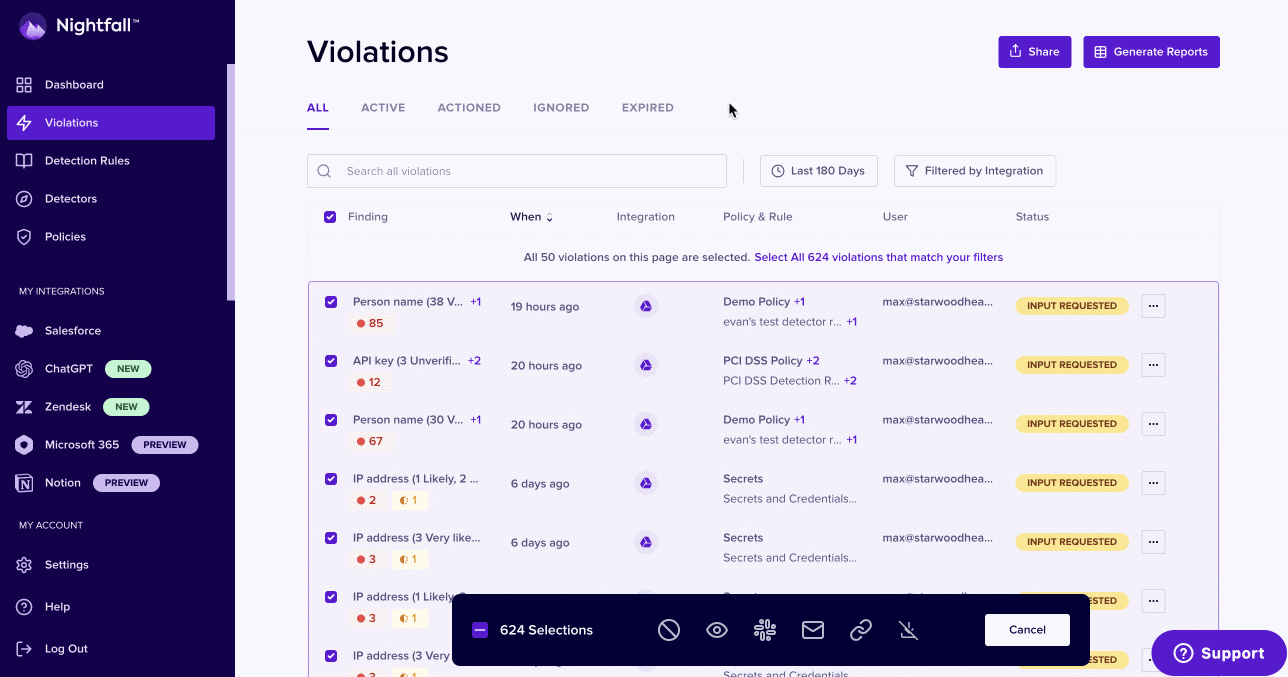 Nightfall™
Dashboard
Violations
Detection Rules
Detectors
Policies
MY INTEGRATIONS
Salesforce
ChatGPT NEW
Zendesk NEW
Microsoft 365 PREVIEW
Notion PREVIEW
MY ACCOUNT
Settings
Help
Log Out
Violations
Share
Generate Reports
ALL ACTIVE ACTIONED IGNORED EXPIRED
Search all violations
Last 180 Days
Filtered by Integration
Finding When Integration Policy & Rule User Status
All 50 violations on this page are selected. Select All 624 violations that match your filters
Person name (38 V... +1 19 hours ago Demo Policy +1 max@starwoodhea... INPUT REQUESTED ...
85 evan's test detector r... +1
API key (3 Unverifi... +2 20 hours ago PCI DSS Policy +2 max@starwoodhea... INPUT REQUESTED ...
12 PCI DSS Detection R... +2
Person name (30 V... +1 20 hours ago Demo Policy +1 max@starwoodhea... INPUT REQUESTED ...
67 evan's test detector r... +1
IP address (1 Likely, 2 ... 6 days ago Secrets max@starwoodhea... INPUT REQUESTED ...
2 1 Secrets and Credentials...
IP address (3 Very like... 6 days ago Secrets max@starwoodhea... INPUT REQUESTED ...
3 1 Secrets and Credentials...
IP address (1 Likely,
3 1
624 Selections
Cancel
IP address (3 Very
Secrets and Credentials
Support